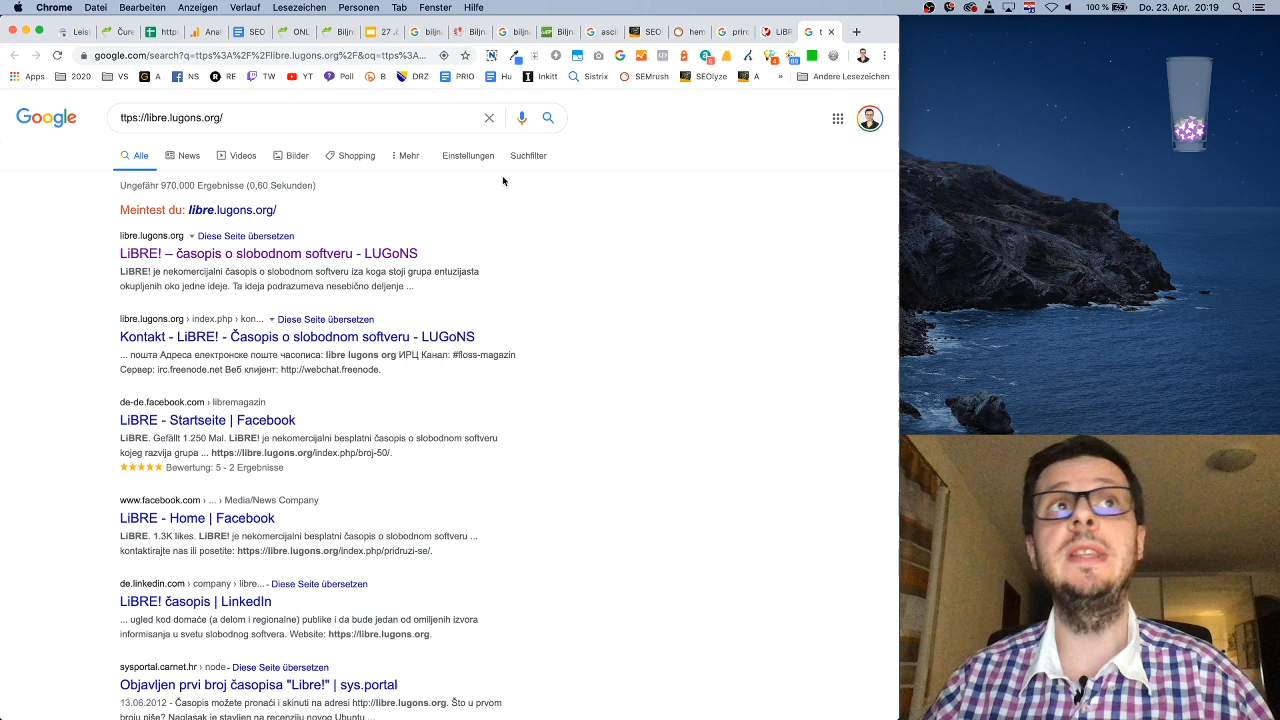 Chrome Datei Bearbeiten Anzeigen Verlauf Lesezeichen Personen Tab Fenster Hilfe 100% Do. 23. Apr. 20:19
google.com/search?q=ttps%3A%2F%2Flibre.lugons.org%2F&oq=ttps%3A...
Apps 2020 VS A NS RE TW YT Poll B DRZ PRIO Hu Inkitt Sistrix SEMrush SEOlyze A » Andere Lesezeichen
Google ttps://libre.lugons.org/
Alle News Videos Bilder Shopping Mehr Einstellungen Suchfilter
Ungefähr 970.000 Ergebnisse (0,60 Sekunden)
Meintest du: libre.lugons.org/
libre.lugons.org Diese Seite übersetzen
LiBRE! – časopis o slobodnom softveru - LUGoNS
LiBRE! je nekomercijalni časopis o slobodnom softveru iza koga stoji grupa entuzijasta
okupljenih oko jedne ideje. Ta ideja podrazumeva nesebično deljenje ...
libre.lugons.org › index.php › kon... Diese Seite übersetzen
Kontakt - LiBRE! - Časopis o slobodnom softveru - LUGoNS
... пошта Адреса електронске поште часописа: libre lugons org ИРЦ Канал: #floss-magazin
Сервер: irc.freenode.net Веб клијент: http://webchat.freenode.
de-de.facebook.com › libremagazin
LiBRE - Startseite | Facebook
LiBRE. Gefällt 1.250 Mal. LiBRE! je nekomercijalni besplatni časopis o slobodnom softveru
kojeg razvija grupa ... https://libre.lugons.org/index.php/broj-50/.
Bewertung: 5 - 2 Ergebnisse
www.facebook.com › ... › Media/News Company
LiBRE - Home | Facebook
LiBRE. 1.3K likes. LiBRE! je nekomercijalni besplatni časopis o slobodnom softveru ...
kontaktirajte nas ili posetite: https://libre.lugons.org/index.php/pridruzi-se/.
de.linkedin.com › company › libre... - Diese Seite übersetzen
LiBRE! časopis | LinkedIn
... ugled kod domaće (a delom i regionalne) publike i da bude jedan od omiljenih izvora
informisanja u svetu slobodnog softvera. Website: https://libre.lugons.org.
sysportal.carnet.hr › node - Diese Seite übersetzen
Objavljen prvi broj časopisa "Libre!" | sys.portal
13.06.2012 - Časopis možete pronaći i skinuti na adresi http://libre.lugons.org. Što u prvom
broju piše? Naglasak je stavljen na recenziju novog Ubuntu ...